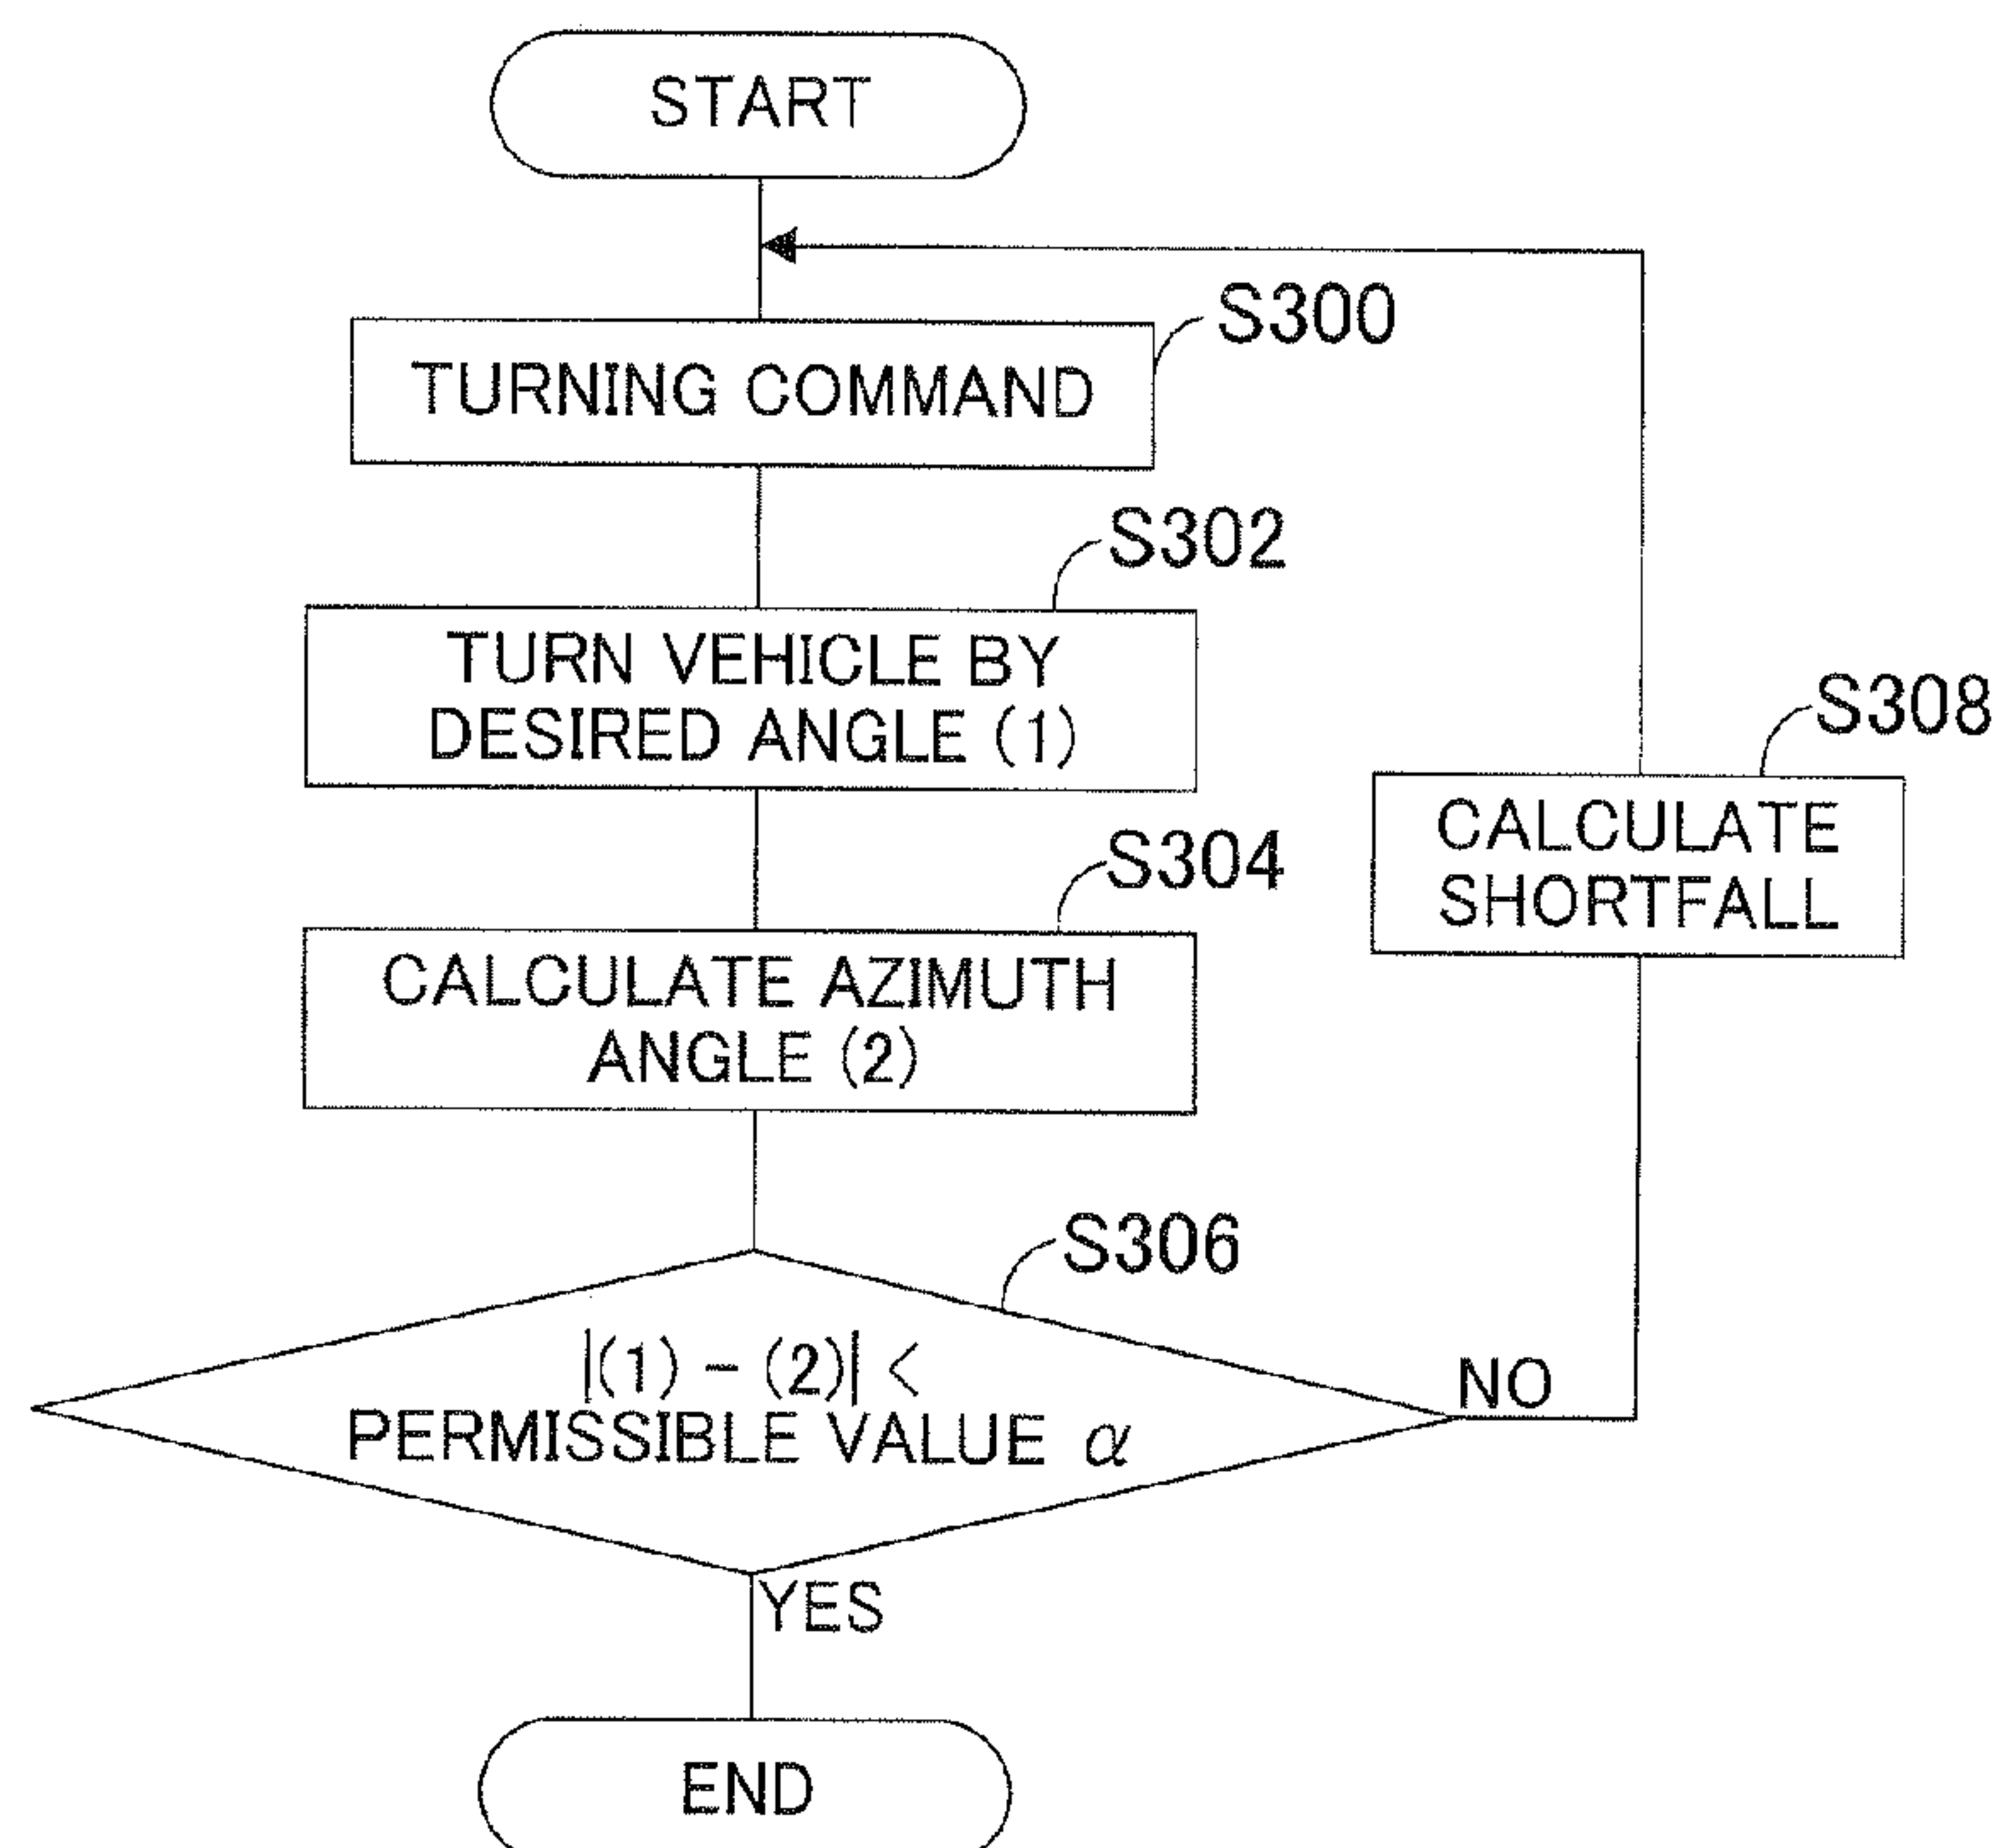 START
S300
TURNING COMMAND
S302
TURN VEHICLE BY
DESIRED ANGLE (1)
S304
CALCULATE AZIMUTH
ANGLE (2)
S306
|(1) - (2)| <
PERMISSIBLE VALUE α
NO
S308
CALCULATE
SHORTFALL
YES
END